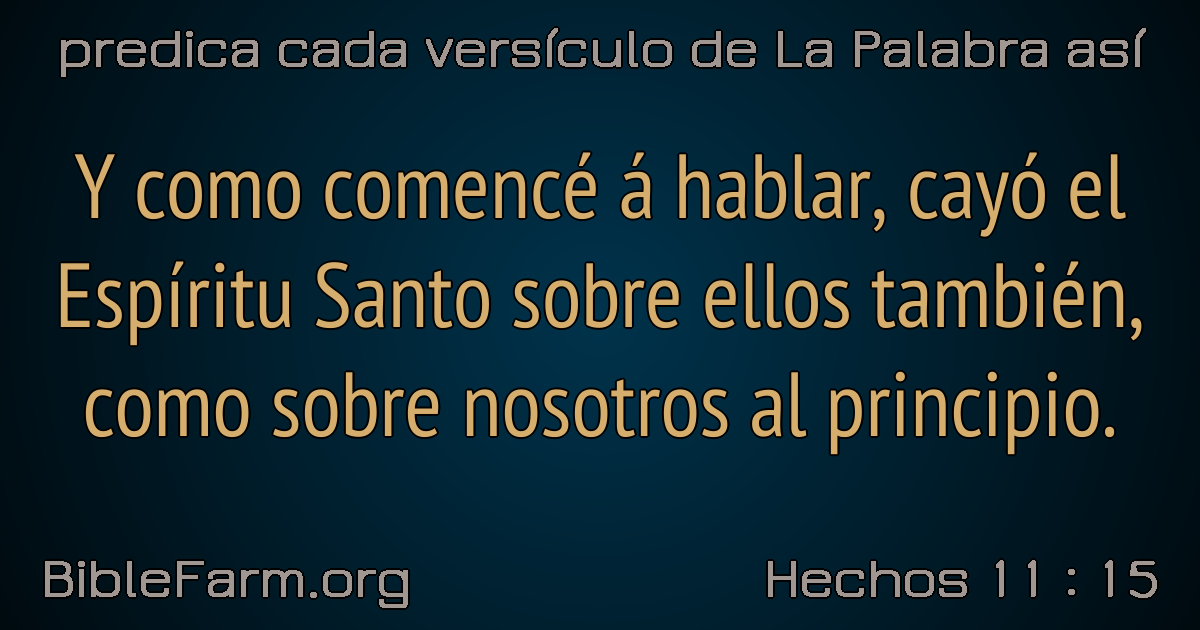 predica cada versículo de La Palabra así
Y como comencé á hablar, cayó el
Espíritu Santo sobre ellos también,
como sobre nosotros al principio.
BibleFarm.org
Hechos 11 : 15